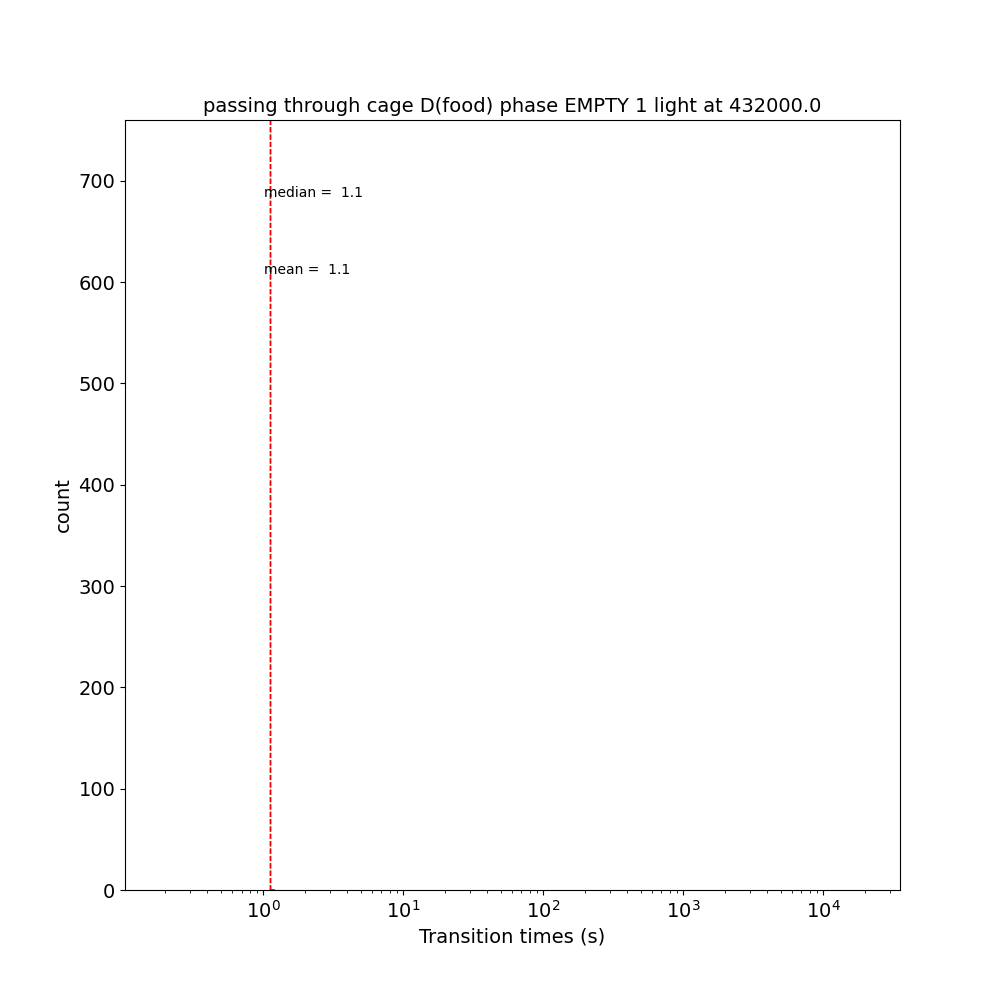 passing through cage D(food) phase EMPTY 1 light at 432000.0
700
median =  1.1
mean =  1.1
600
500
400
count
300
200
100
0
10⁰ 10¹ 10² 10³ 10⁴
Transition times (s)